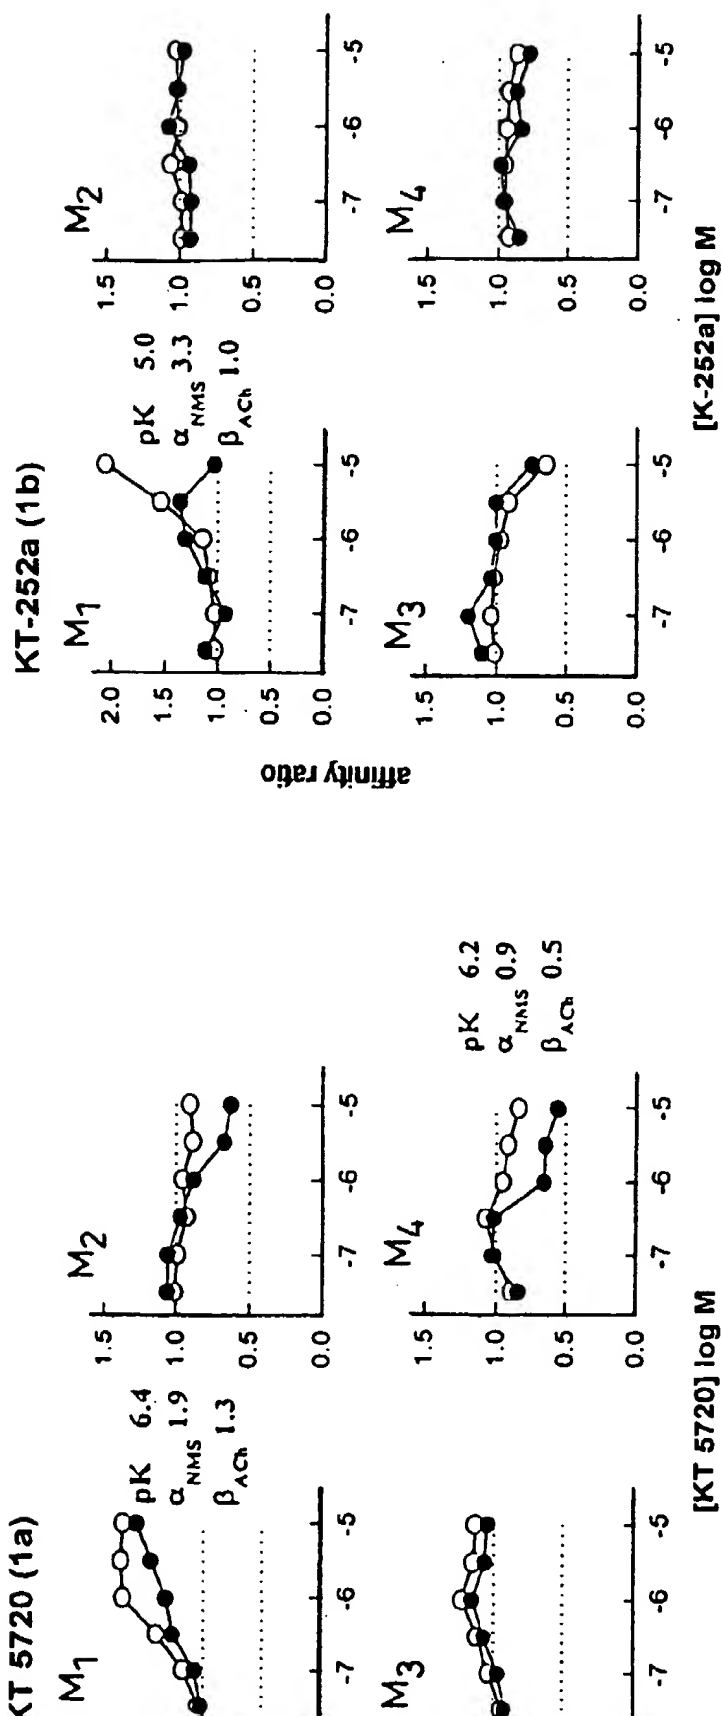 KT 5720 (1a)
M1
-7 -6 -5
pK 6.4
αNMS 1.9
βACh 1.3
M2
1.5
1.0
0.5
0.0
-7 -6 -5
M3
-7 -6 -5
M4
1.5
1.0
0.5
0.0
-7 -6 -5
pK 6.2
αNMS 0.9
βACh 0.5
[KT 5720] log M
KT-252a (1b)
affinity ratio
M1
2.0
1.5
1.0
0.5
0.0
-7 -6 -5
pK 5.0
αNMS 3.3
βACh 1.0
M2
1.5
1.0
0.5
0.0
-7 -6 -5
M3
1.5
1.0
0.5
0.0
-7 -6 -5
M4
1.5
1.0
0.5
0.0
-7 -6 -5
[K-252a] log M